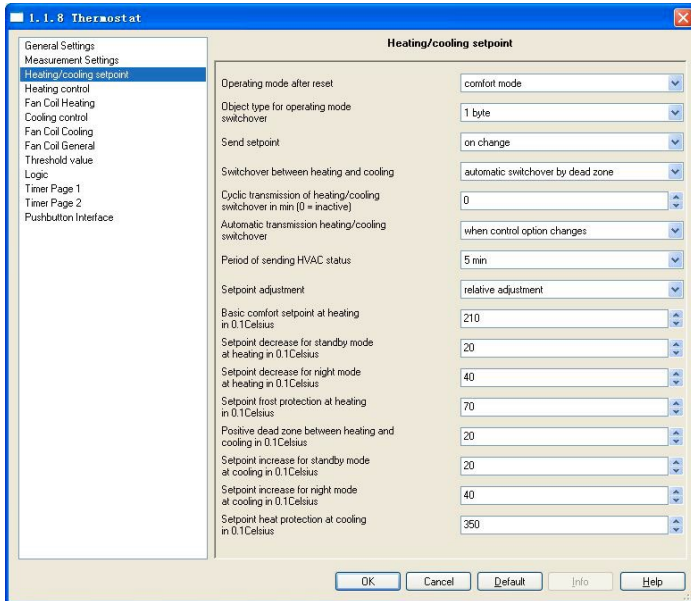 1.1.8 Thermostat
General Settings
Measurement Settings
Heating/cooling setpoint
Heating control
Fan Coil Heating
Cooling control
Fan Coil Cooling
Fan Coil General
Threshold value
Logic
Timer Page 1
Timer Page 2
Pushbutton Interface
Heating/cooling setpoint
Operating mode after reset
comfort mode
Object type for operating mode
switchover
1 byte
Send setpoint
on change
Switchover between heating and cooling
automatic switchover by dead zone
Cyclic transmission of heating/cooling
switchover in min (0 = inactive)
0
Automatic transmission heating/cooling
switchover
when control option changes
Period of sending HVAC status
5 min
Setpoint adjustment
relative adjustment
Basic comfort setpoint at heating
in 0.1Celsius
210
Setpoint decrease for standby mode
at heating in 0.1Celsius
20
Setpoint decrease for night mode
at heating in 0.1Celsius
40
Setpoint frost protection at heating
in 0.1Celsius
70
Positive dead zone between heating and
cooling in 0.1Celsius
20
Setpoint increase for standby mode
at cooling in 0.1Celsius
20
Setpoint increase for night mode
at cooling in 0.1Celsius
40
Setpoint heat protection at cooling
in 0.1Celsius
350
OK
Cancel
Default
Info
Help